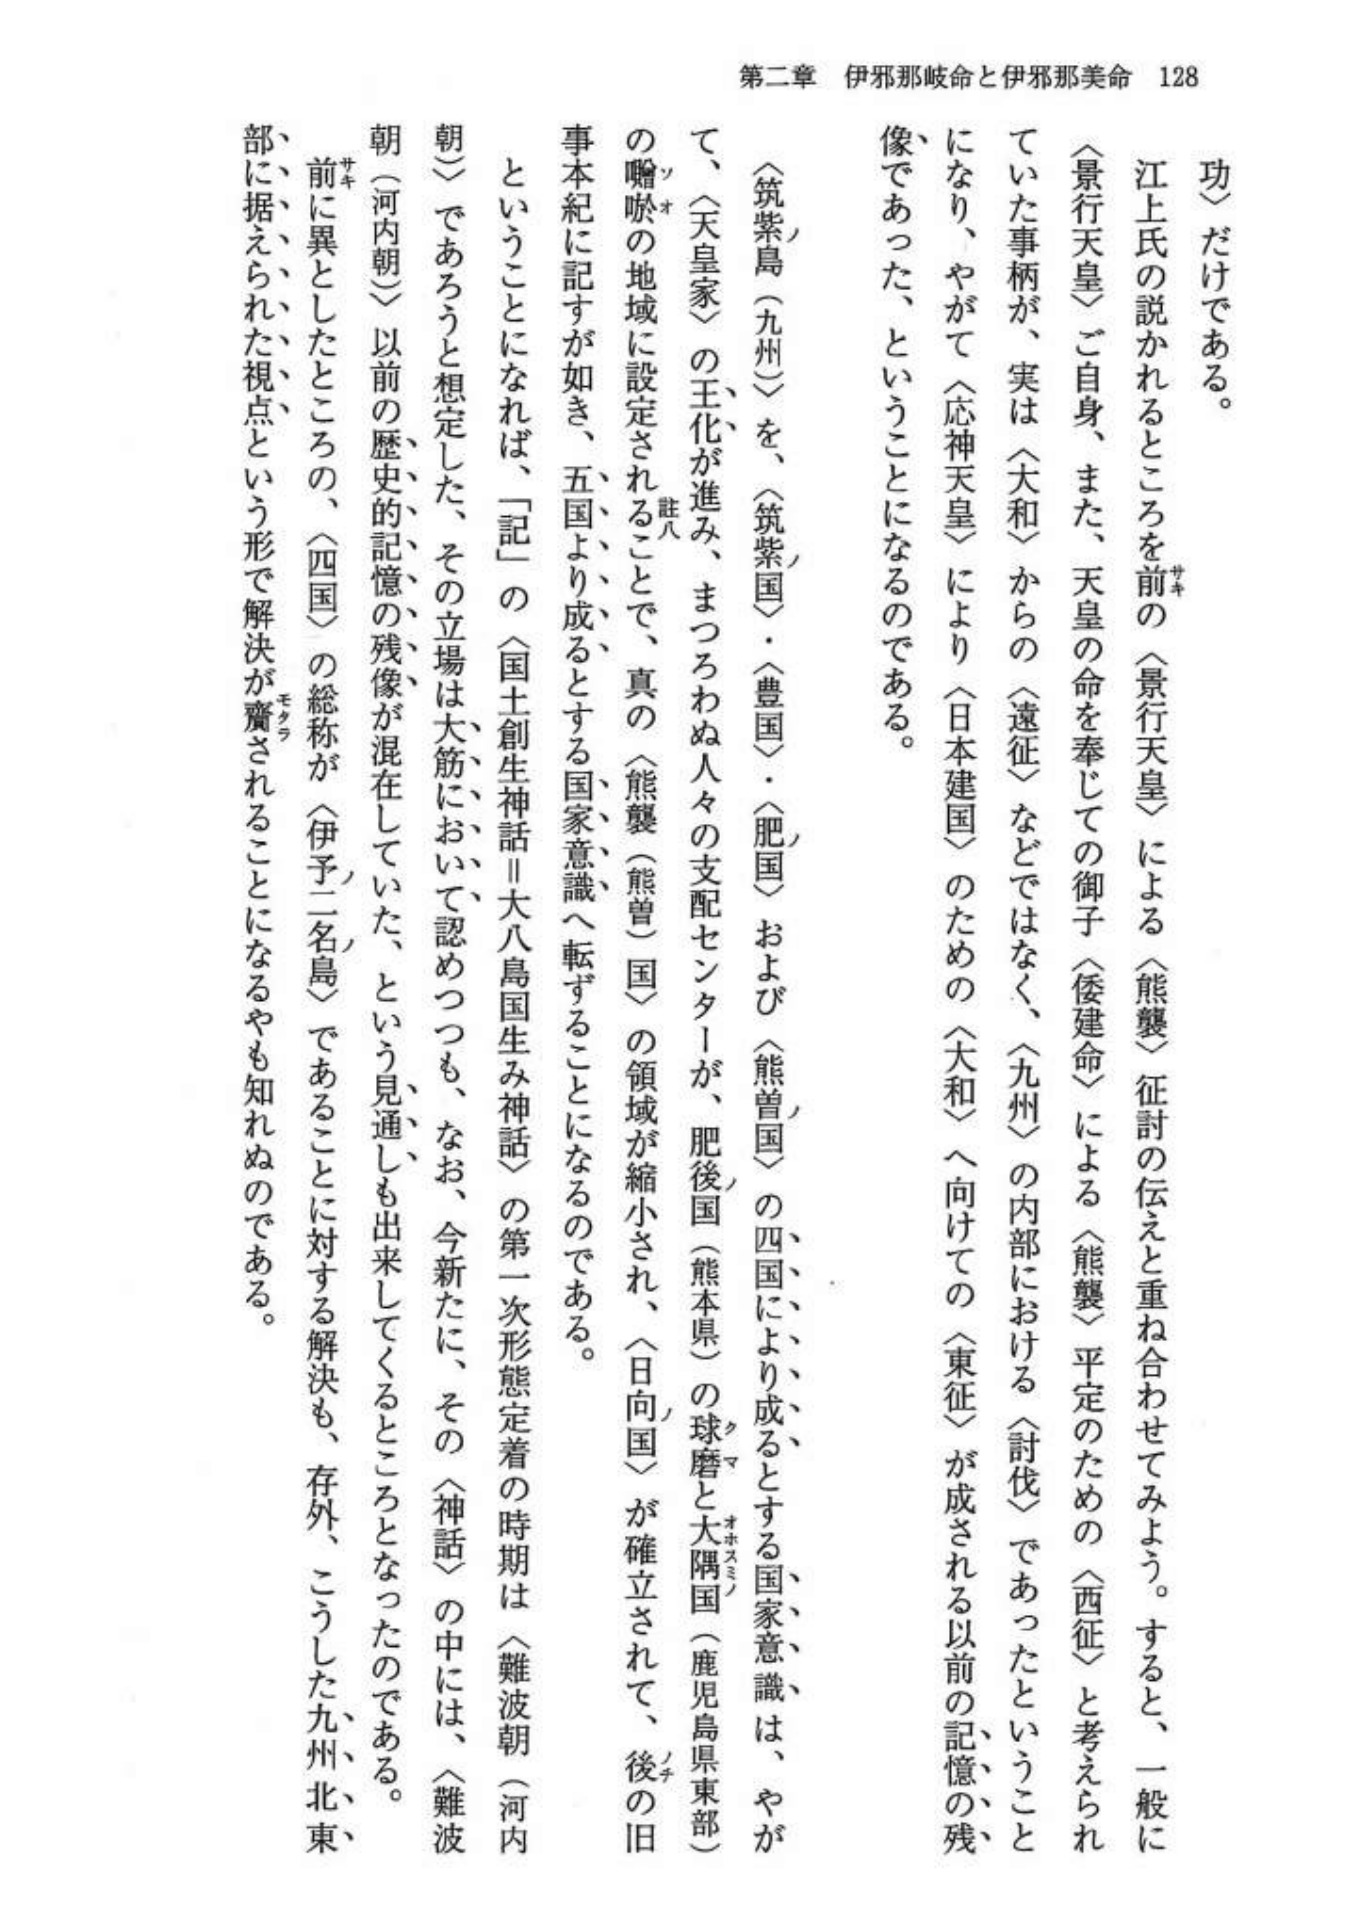 第二章　伊邪那岐命と伊邪那美命　128
功〉だけである。
江上氏の説かれるところを前の〈景行天皇〉による〈熊襲〉征討の伝えと重ね合わせてみよう。すると、一般に
〈景行天皇〉ご自身、また、天皇の命を奉じての御子〈倭建命〉による〈熊襲〉平定のための〈西征〉と考えられ
ていた事柄が、実は〈大和〉からの〈遠征〉などではなく、〈九州〉の内部における〈討伐〉であったということ
になり、やがて〈応神天皇〉により〈日本建国〉のための〈大和〉へ向けての〈東征〉が成される以前の記憶の残
像であった、ということになるのである。
〈筑紫ノ島（九州）〉を、〈筑紫ノ国〉・〈豊国〉・〈肥ノ国〉および〈熊曽ノ国〉の四国により成るとする国家意識は、やが
て、〈天皇家〉の王化が進み、まつろわぬ人々の支配センターが、肥後ノ国（熊本県）の球磨と大隅国（鹿児島県東部）
の囎唹の地域に設定されることで、真の〈熊襲（熊曽）国〉の領域が縮小され、〈日向ノ国〉が確立されて、後の旧
事本紀に記すが如き、五国より成るとする国家意識へ転ずることになるのである。
ということになれば、「記」の〈国土創生神話＝大八島国生み神話〉の第一次形態定着の時期は〈難波朝（河内
朝）〉であろうと想定した、その立場は大筋において認めつつも、なお、今新たに、その〈神話〉の中には、〈難波
朝（河内朝）〉以前の歴史的記憶の残像が混在していた、という見通しも出来してくるところとなったのである。
前に異としたところの、〈四国〉の総称が〈伊予ノ二名ノ島〉であることに対する解決も、存外、こうした九州北東
部に据えられた視点という形で解決が齎されることになるやも知れぬのである。